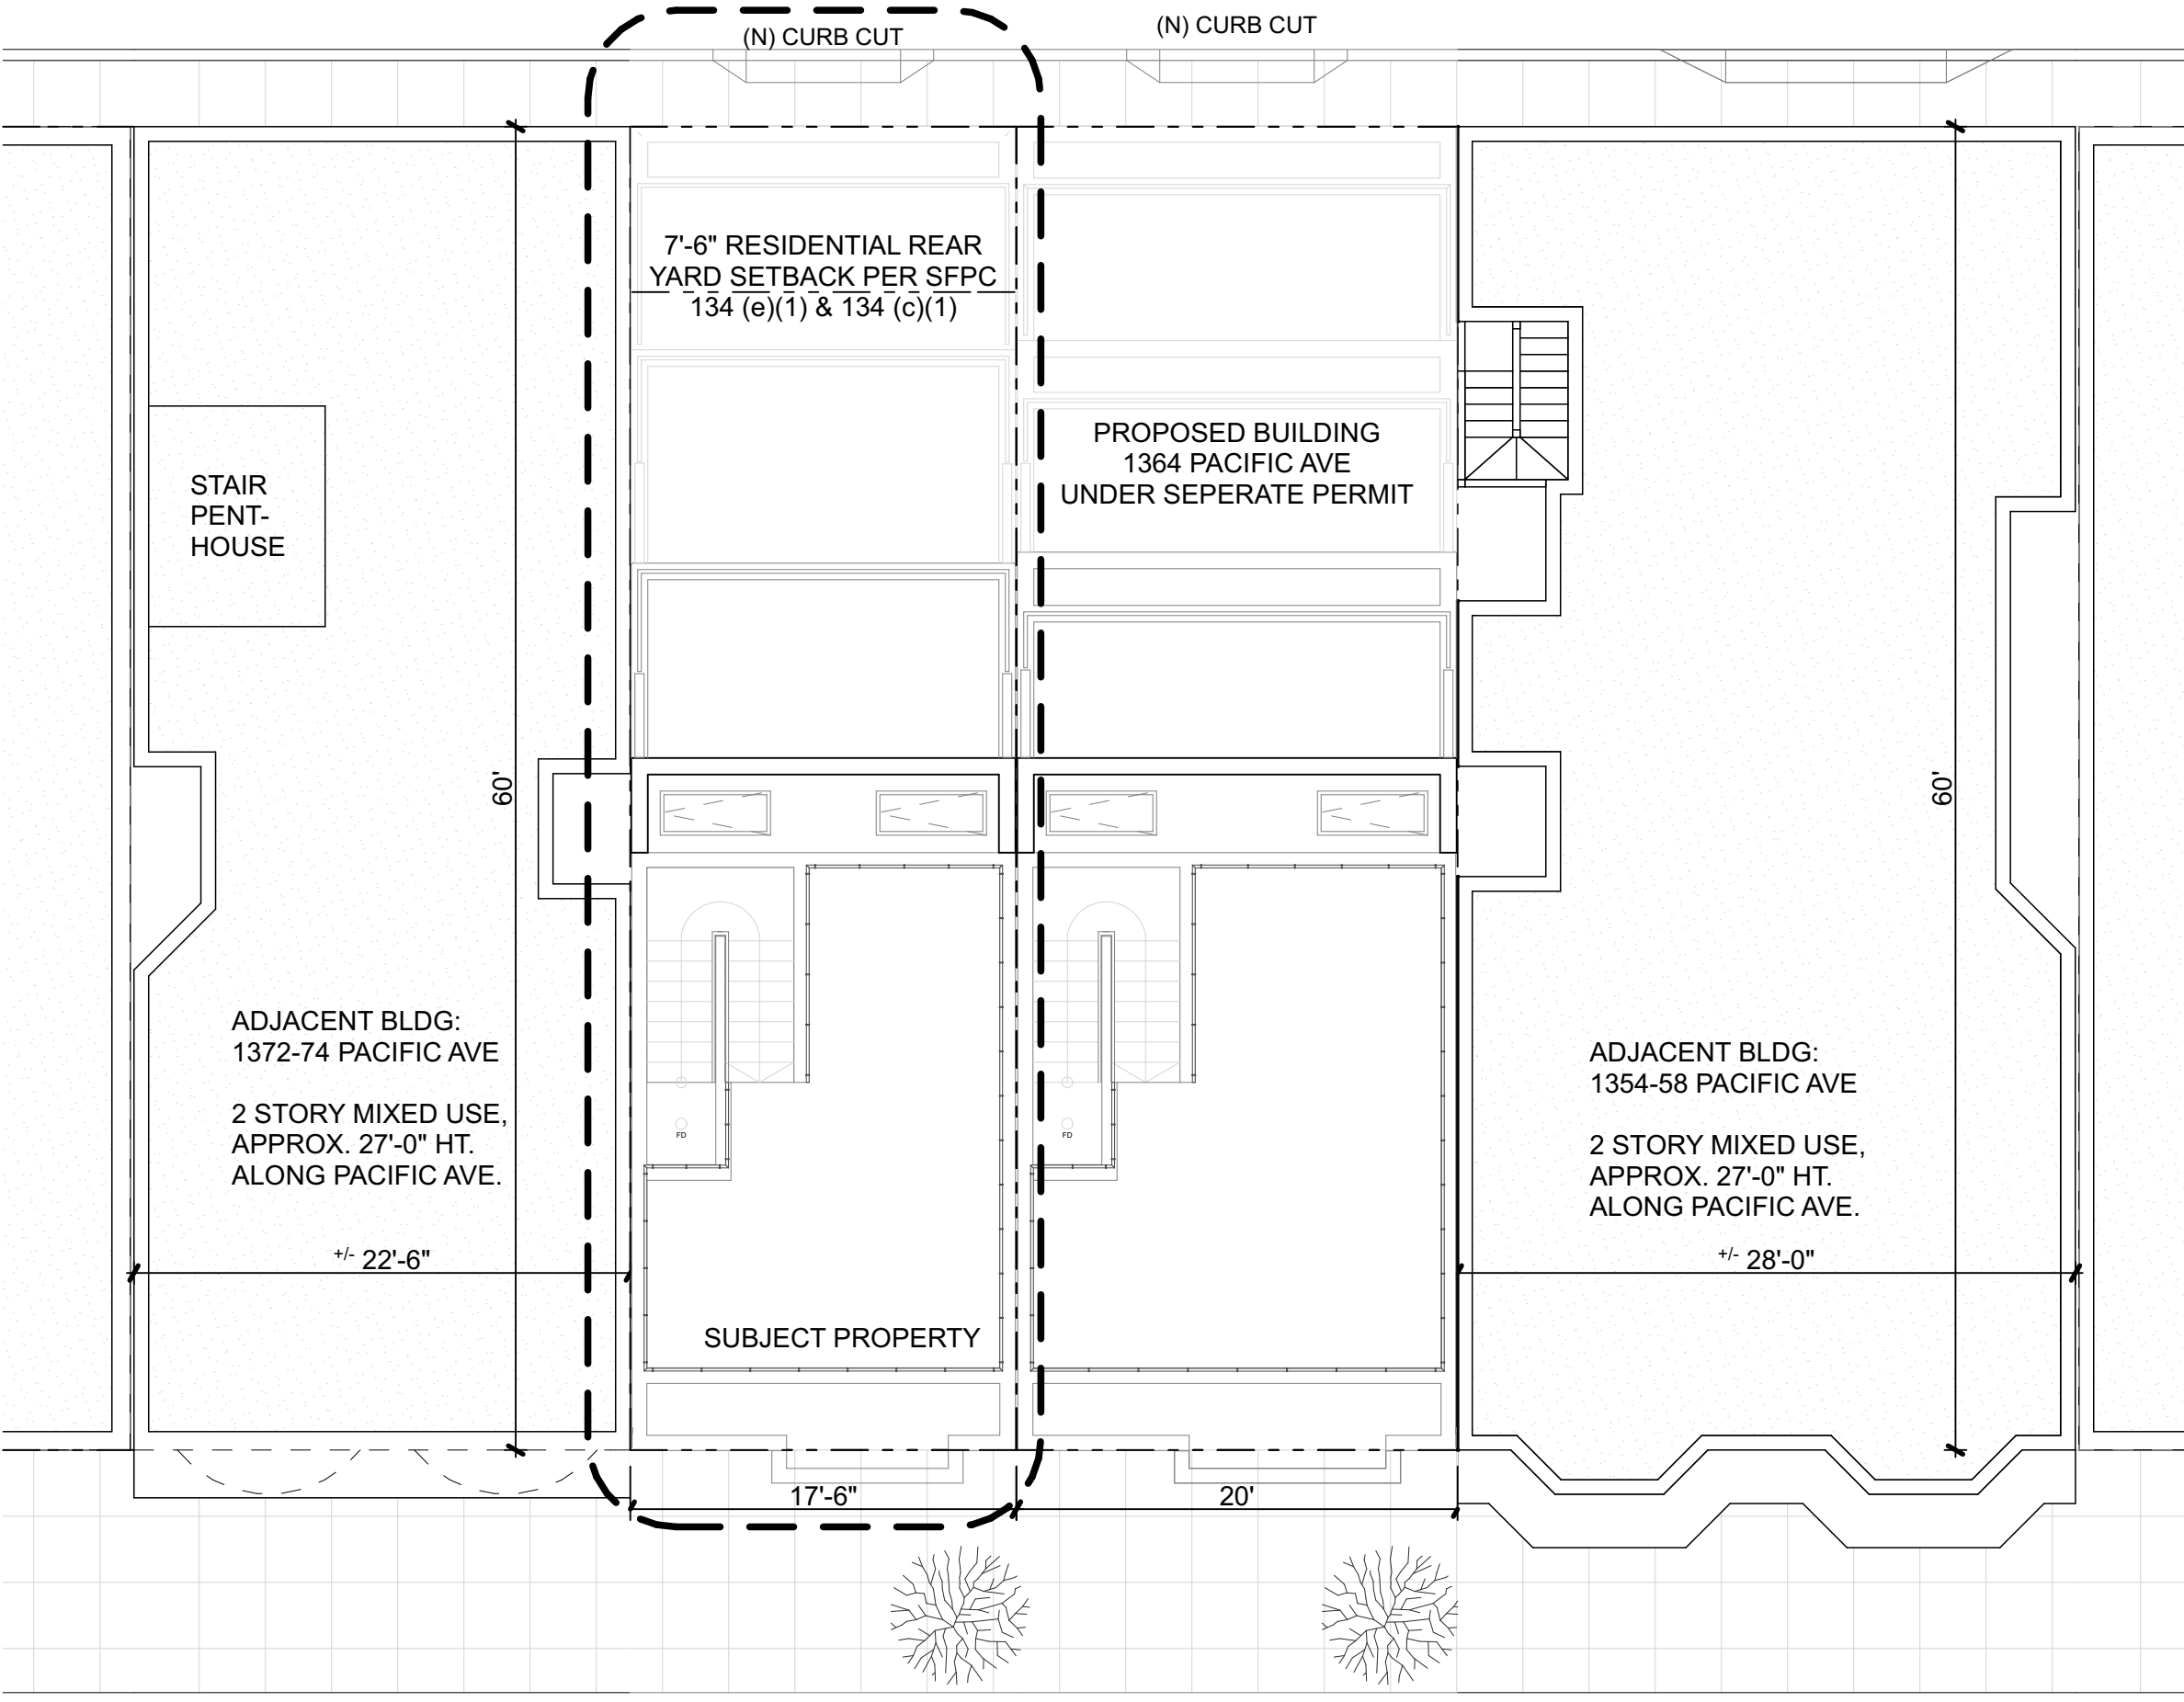 (N) CURB CUT
(N) CURB CUT
7'-6" RESIDENTIAL REAR
YARD SETBACK PER SFPC
134 (e)(1) & 134 (c)(1)
PROPOSED BUILDING
1364 PACIFIC AVE
UNDER SEPERATE PERMIT
STAIR
PENT-
HOUSE
60'
60'
ADJACENT BLDG:
1372-74 PACIFIC AVE
2 STORY MIXED USE,
APPROX. 27'-0" HT.
ALONG PACIFIC AVE.
+/- 22'-6"
FD
FD
ADJACENT BLDG:
1354-58 PACIFIC AVE
2 STORY MIXED USE,
APPROX. 27'-0" HT.
ALONG PACIFIC AVE.
+/- 28'-0"
SUBJECT PROPERTY
17'-6"
20'